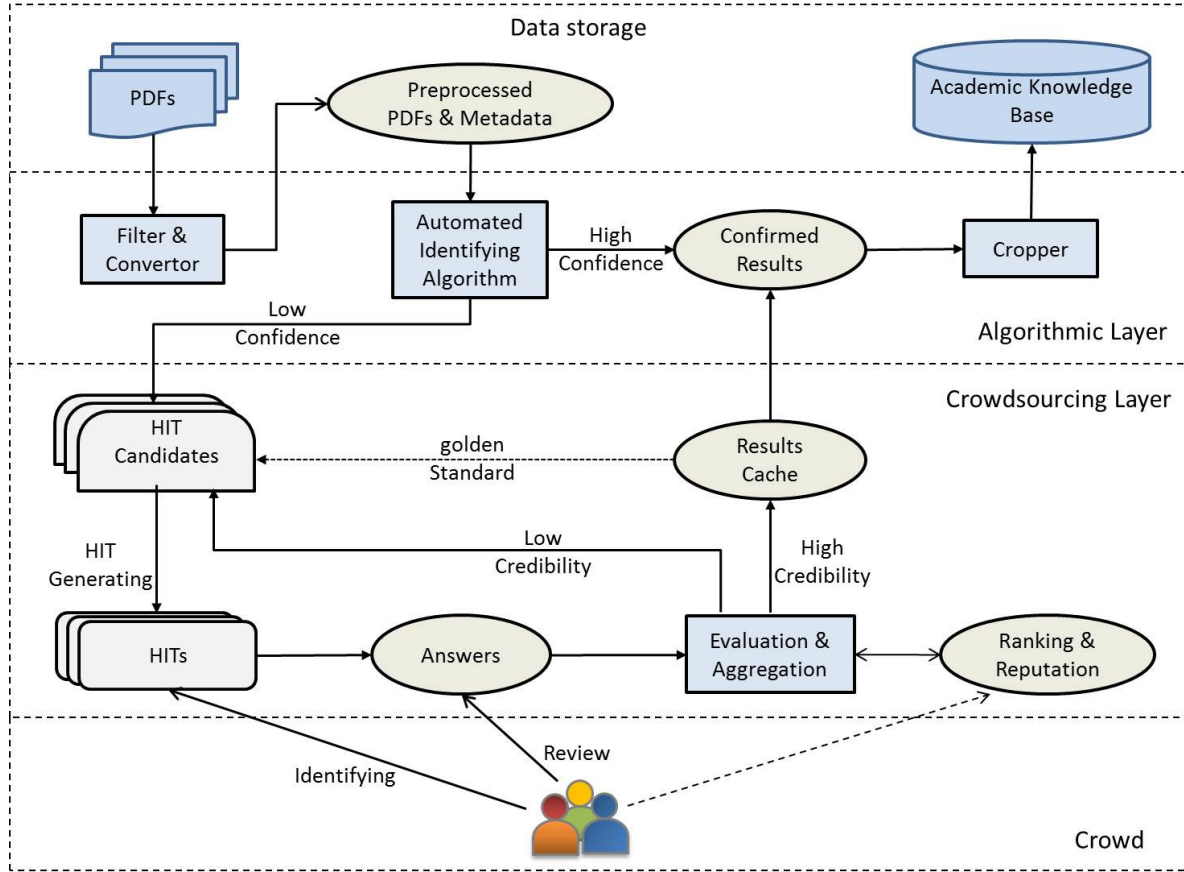 Data storage
PDFs
Preprocessed
PDFs & Metadata
Academic Knowledge
Base
Filter &
Convertor
Automated
Identifying
Algorithm
High
Confidence
Confirmed
Results
Cropper
Low
Confidence
Algorithmic Layer
Crowdsourcing Layer
HIT
Candidates
golden
Standard
Results
Cache
HIT
Generating
Low
Credibility
High
Credibility
HITs
Answers
Evaluation &
Aggregation
Ranking &
Reputation
Identifying
Review
Crowd